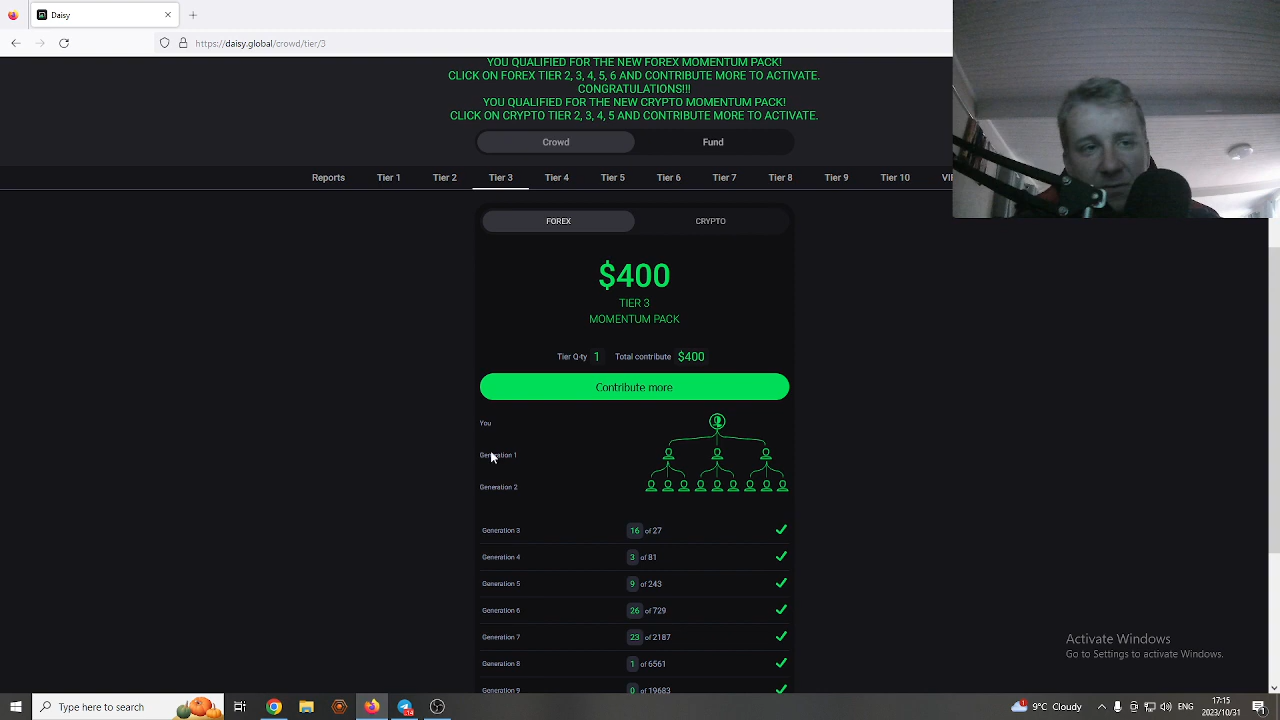 Daisy
https://daisy.global/crowd/tier/3
YOU QUALIFIED FOR THE NEW FOREX MOMENTUM PACK!
CLICK ON FOREX TIER 2, 3, 4, 5, 6 AND CONTRIBUTE MORE TO ACTIVATE.
CONGRATULATIONS!!!
YOU QUALIFIED FOR THE NEW CRYPTO MOMENTUM PACK!
CLICK ON CRYPTO TIER 2, 3, 4, 5 AND CONTRIBUTE MORE TO ACTIVATE.
Crowd Fund
Reports Tier 1 Tier 2 Tier 3 Tier 4 Tier 5 Tier 6 Tier 7 Tier 8 Tier 9 Tier 10
FOREX CRYPTO
$400
TIER 3
MOMENTUM PACK
Tier Q-ty 1 Total contribute $400
Contribute more
You
Generation 1
Generation 2
Generation 3 16 of 27
Generation 4 3 of 81
Generation 5 9 of 243
Generation 6 26 of 729
Generation 7 23 of 2187
Generation 8 1 of 6561
Generation 9 0 of 19683
Activate Windows
Go to Settings to activate Windows.
Type here to search
9°C Cloudy
ENG
17:15
2023/10/31